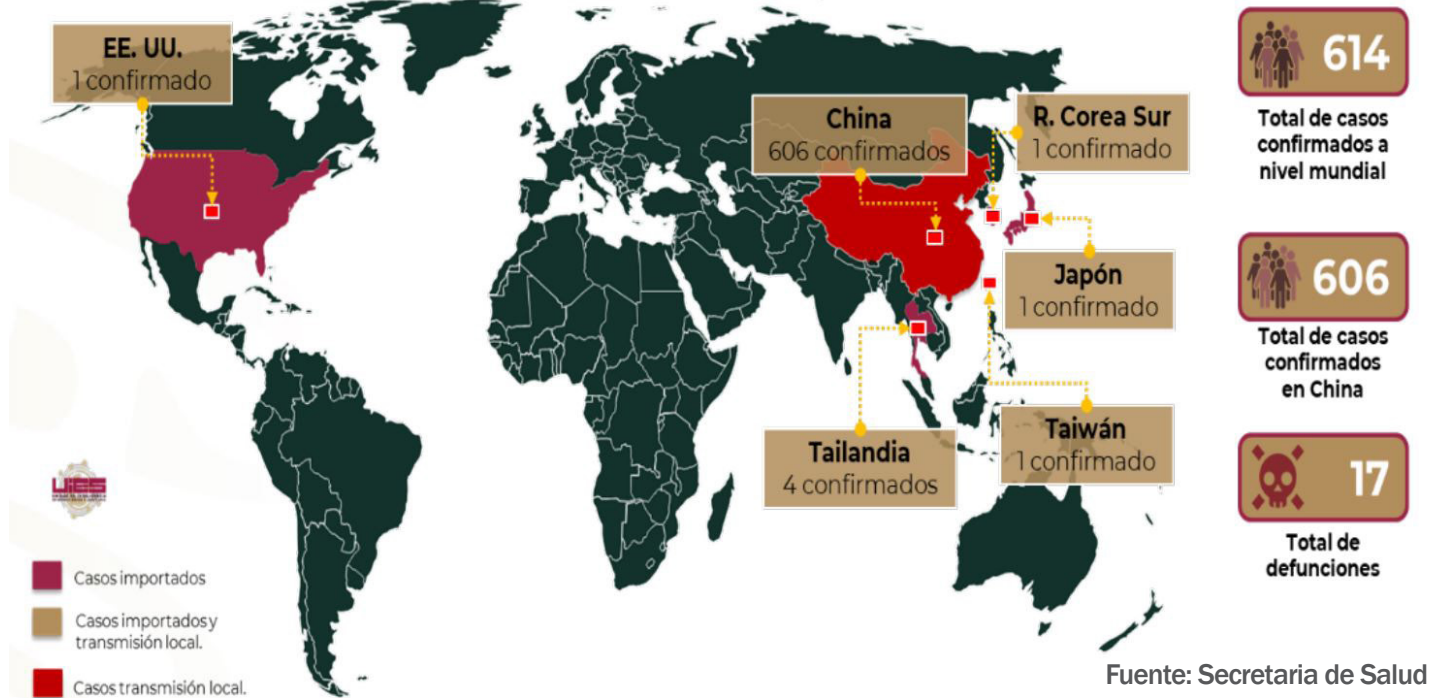 EE. UU.
1 confirmado
China
606 confirmados
R. Corea Sur
1 confirmado
Japón
1 confirmado
Tailandia
4 confirmados
Taiwán
1 confirmado
614
Total de casos
confirmados a
nivel mundial
606
Total de casos
confirmados
en China
17
Total de
defunciones
UIES
Casos importados
Casos importados y
transmisión local.
Casos transmisión local.
Fuente: Secretaria de Salud